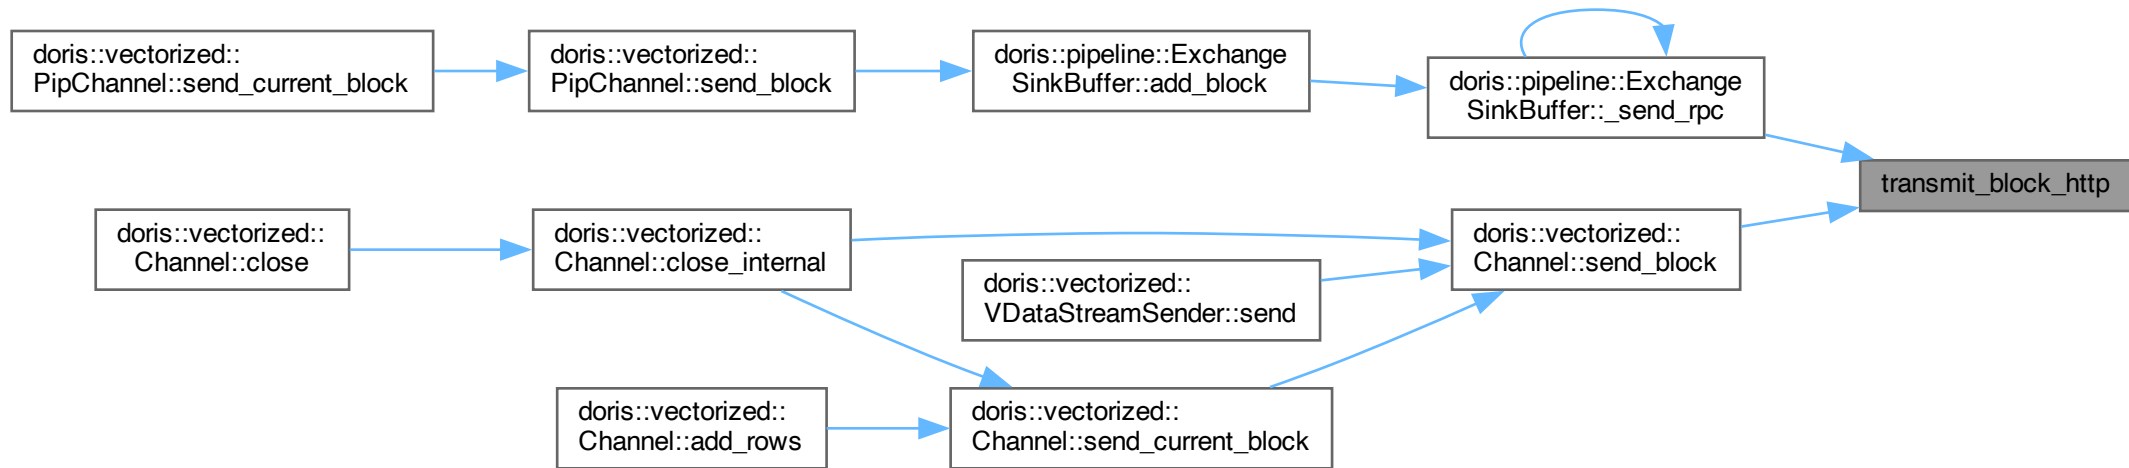 doris::vectorized::
PipChannel::send_current_block
doris::vectorized::
PipChannel::send_block
doris::pipeline::Exchange
SinkBuffer::add_block
doris::pipeline::Exchange
SinkBuffer::_send_rpc
transmit_block_http
doris::vectorized::
Channel::close
doris::vectorized::
Channel::close_internal
doris::vectorized::
Channel::send_block
doris::vectorized::
VDataStreamSender::send
doris::vectorized::
Channel::add_rows
doris::vectorized::
Channel::send_current_block